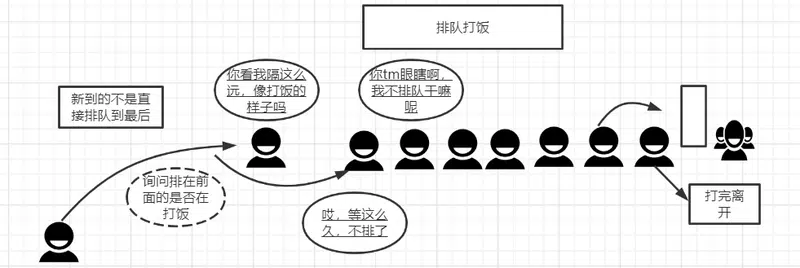 排队打饭
你看我隔这么
远，像打饭的
样子吗
你tm眼瞎啊，
我不排队干嘛
呢
新到的不是直
接排队到最后
询问排在前
面的是否在
打饭
哎，等这么
久，不排了
打完离
开